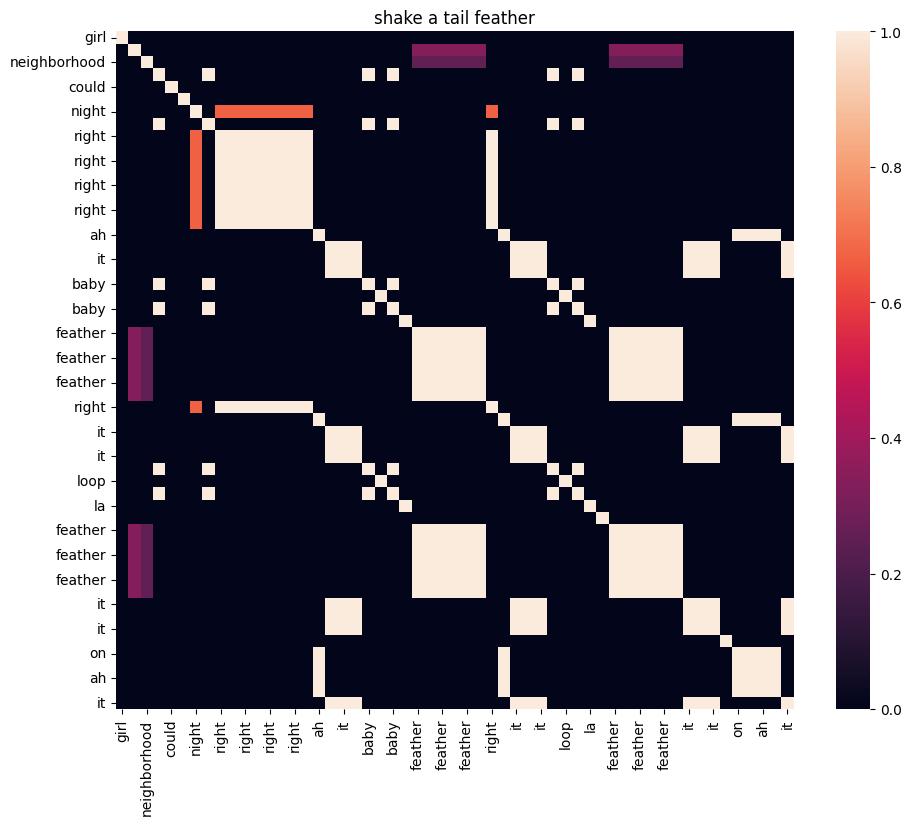 shake a tail feather
girl
neighborhood
could
night
right
right
right
right
ah
it
baby
baby
feather
feather
feather
right
it
it
loop
la
feather
feather
feather
it
it
on
ah
it
girl
neighborhood
could
night
right
right
right
right
ah
it
baby
baby
feather
feather
feather
right
it
it
loop
la
feather
feather
feather
it
it
on
ah
it
1.0
0.8
0.6
0.4
0.2
0.0